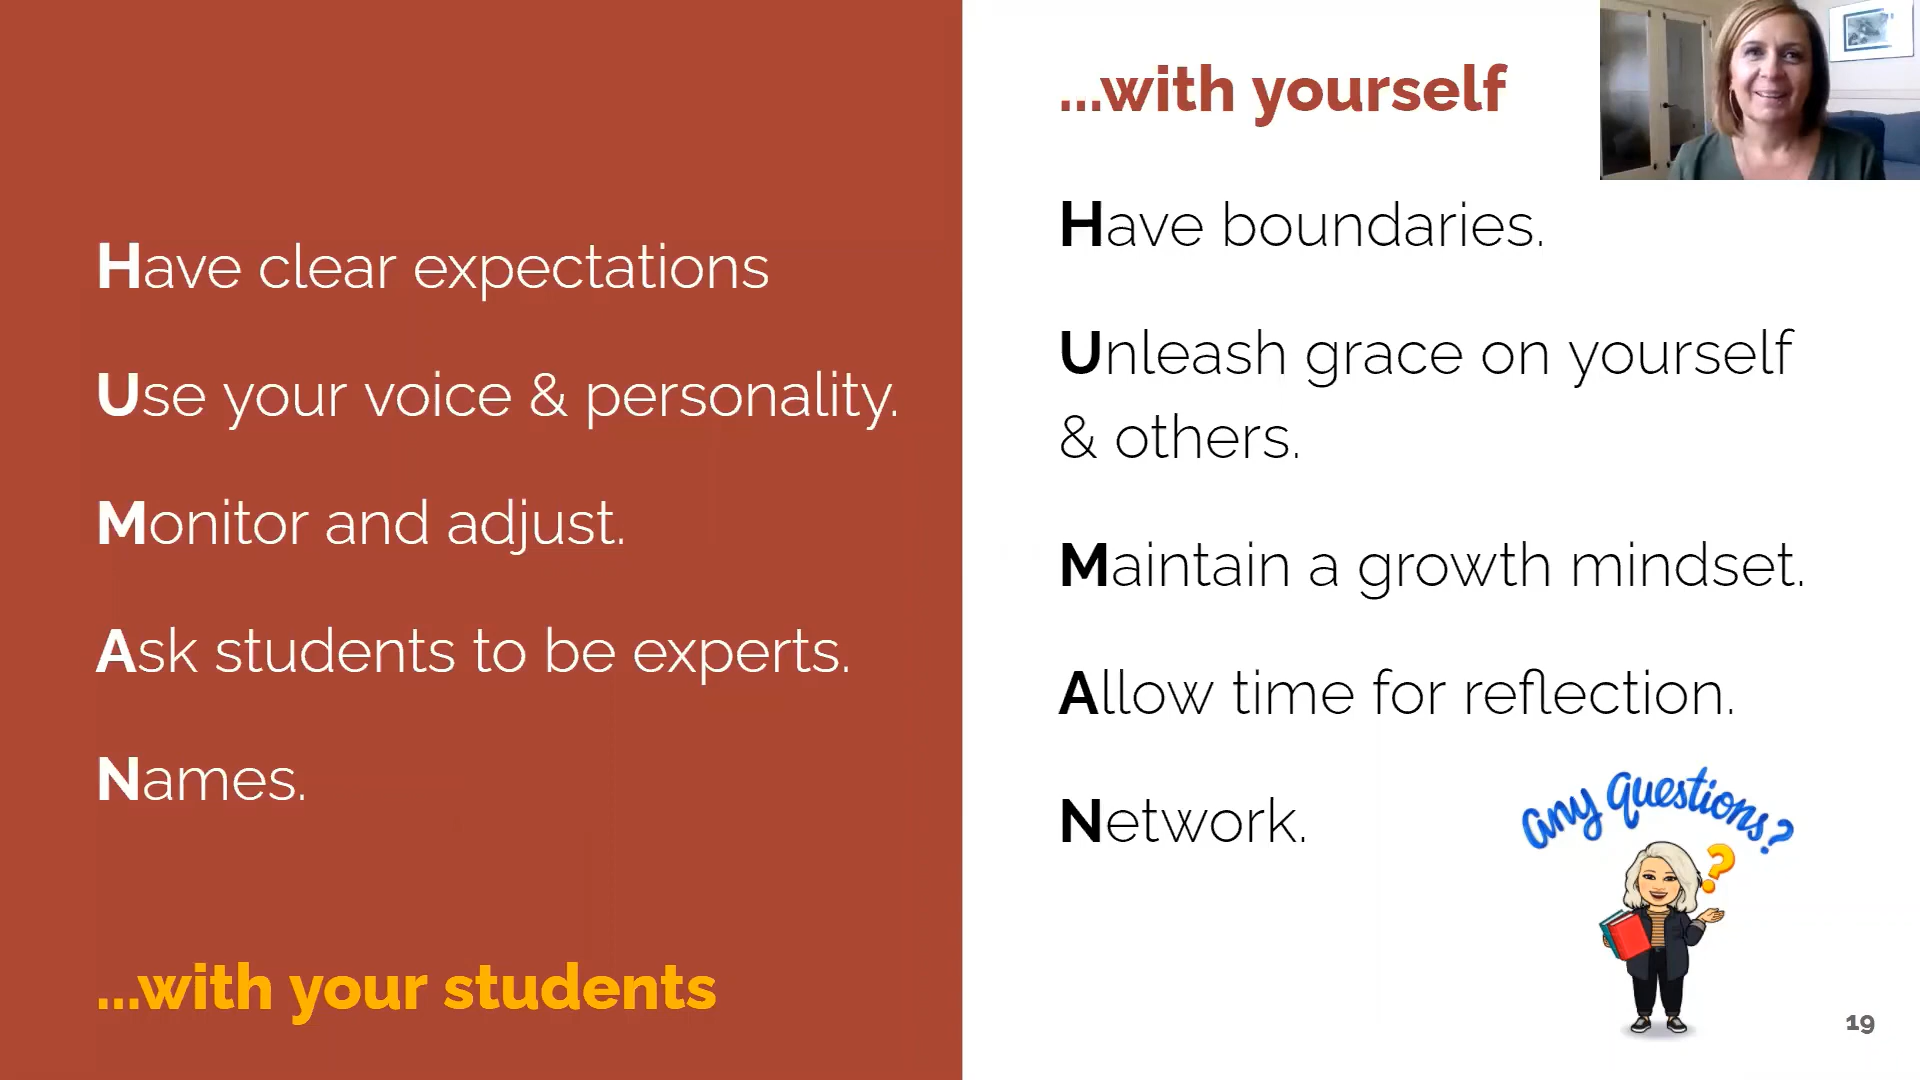 Have clear expectations
Use your voice & personality.
Monitor and adjust.
Ask students to be experts.
Names.
...with your students
...with yourself
Have boundaries.
Unleash grace on yourself
& others.
Maintain a growth mindset.
Allow time for reflection.
Network.
any questions?
?
19